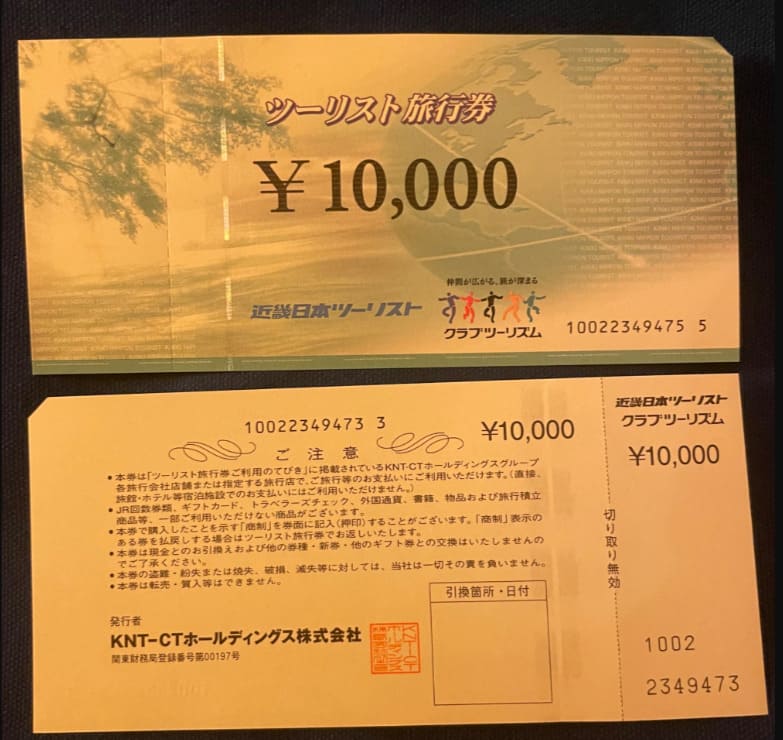 ツーリスト旅行券
¥10,000
仲間が広がる、旅が深まる
近畿日本ツーリスト
クラブツーリズム
10022349475 5
10022349473 3
¥10,000
ご注意
●本券は「ツーリスト旅行券ご利用のてびき」に掲載されているKNT-CTホールディングスグループ
各旅行会社店舗または指定する旅行店で、ご旅行等のお支払いにご利用いただけます。(直接、
旅館・ホテル等宿泊施設でのお支払いにはご利用いただけません。)
●JR回数券類、ギフトカード、トラベラーズチェック、外国通貨、書籍、物品および旅行積立
商品等、一部ご利用いただけない商品がございます。
●本券で購入したことを示す「商制」を券面に記入(押印)することがございます。「商制」表示の
ある券を払戻しする場合はツーリスト旅行券でお返しいたします。
●本券は現金とのお引換えおよび他の券種・新券・他のギフト券との交換はいたしませんの
でご了承ください。
●本券の盗難・紛失または焼失、破損、滅失等に対しては、当社は一切その責を負いません。
●本券は転売・質入等はできません。
引換箇所・日付
発行者
KNT-CTホールディングス株式会社
関東財務局登録番号第00197号
切り取り無効
近畿日本ツーリスト
クラブツーリズム
¥10,000
1002
2349473